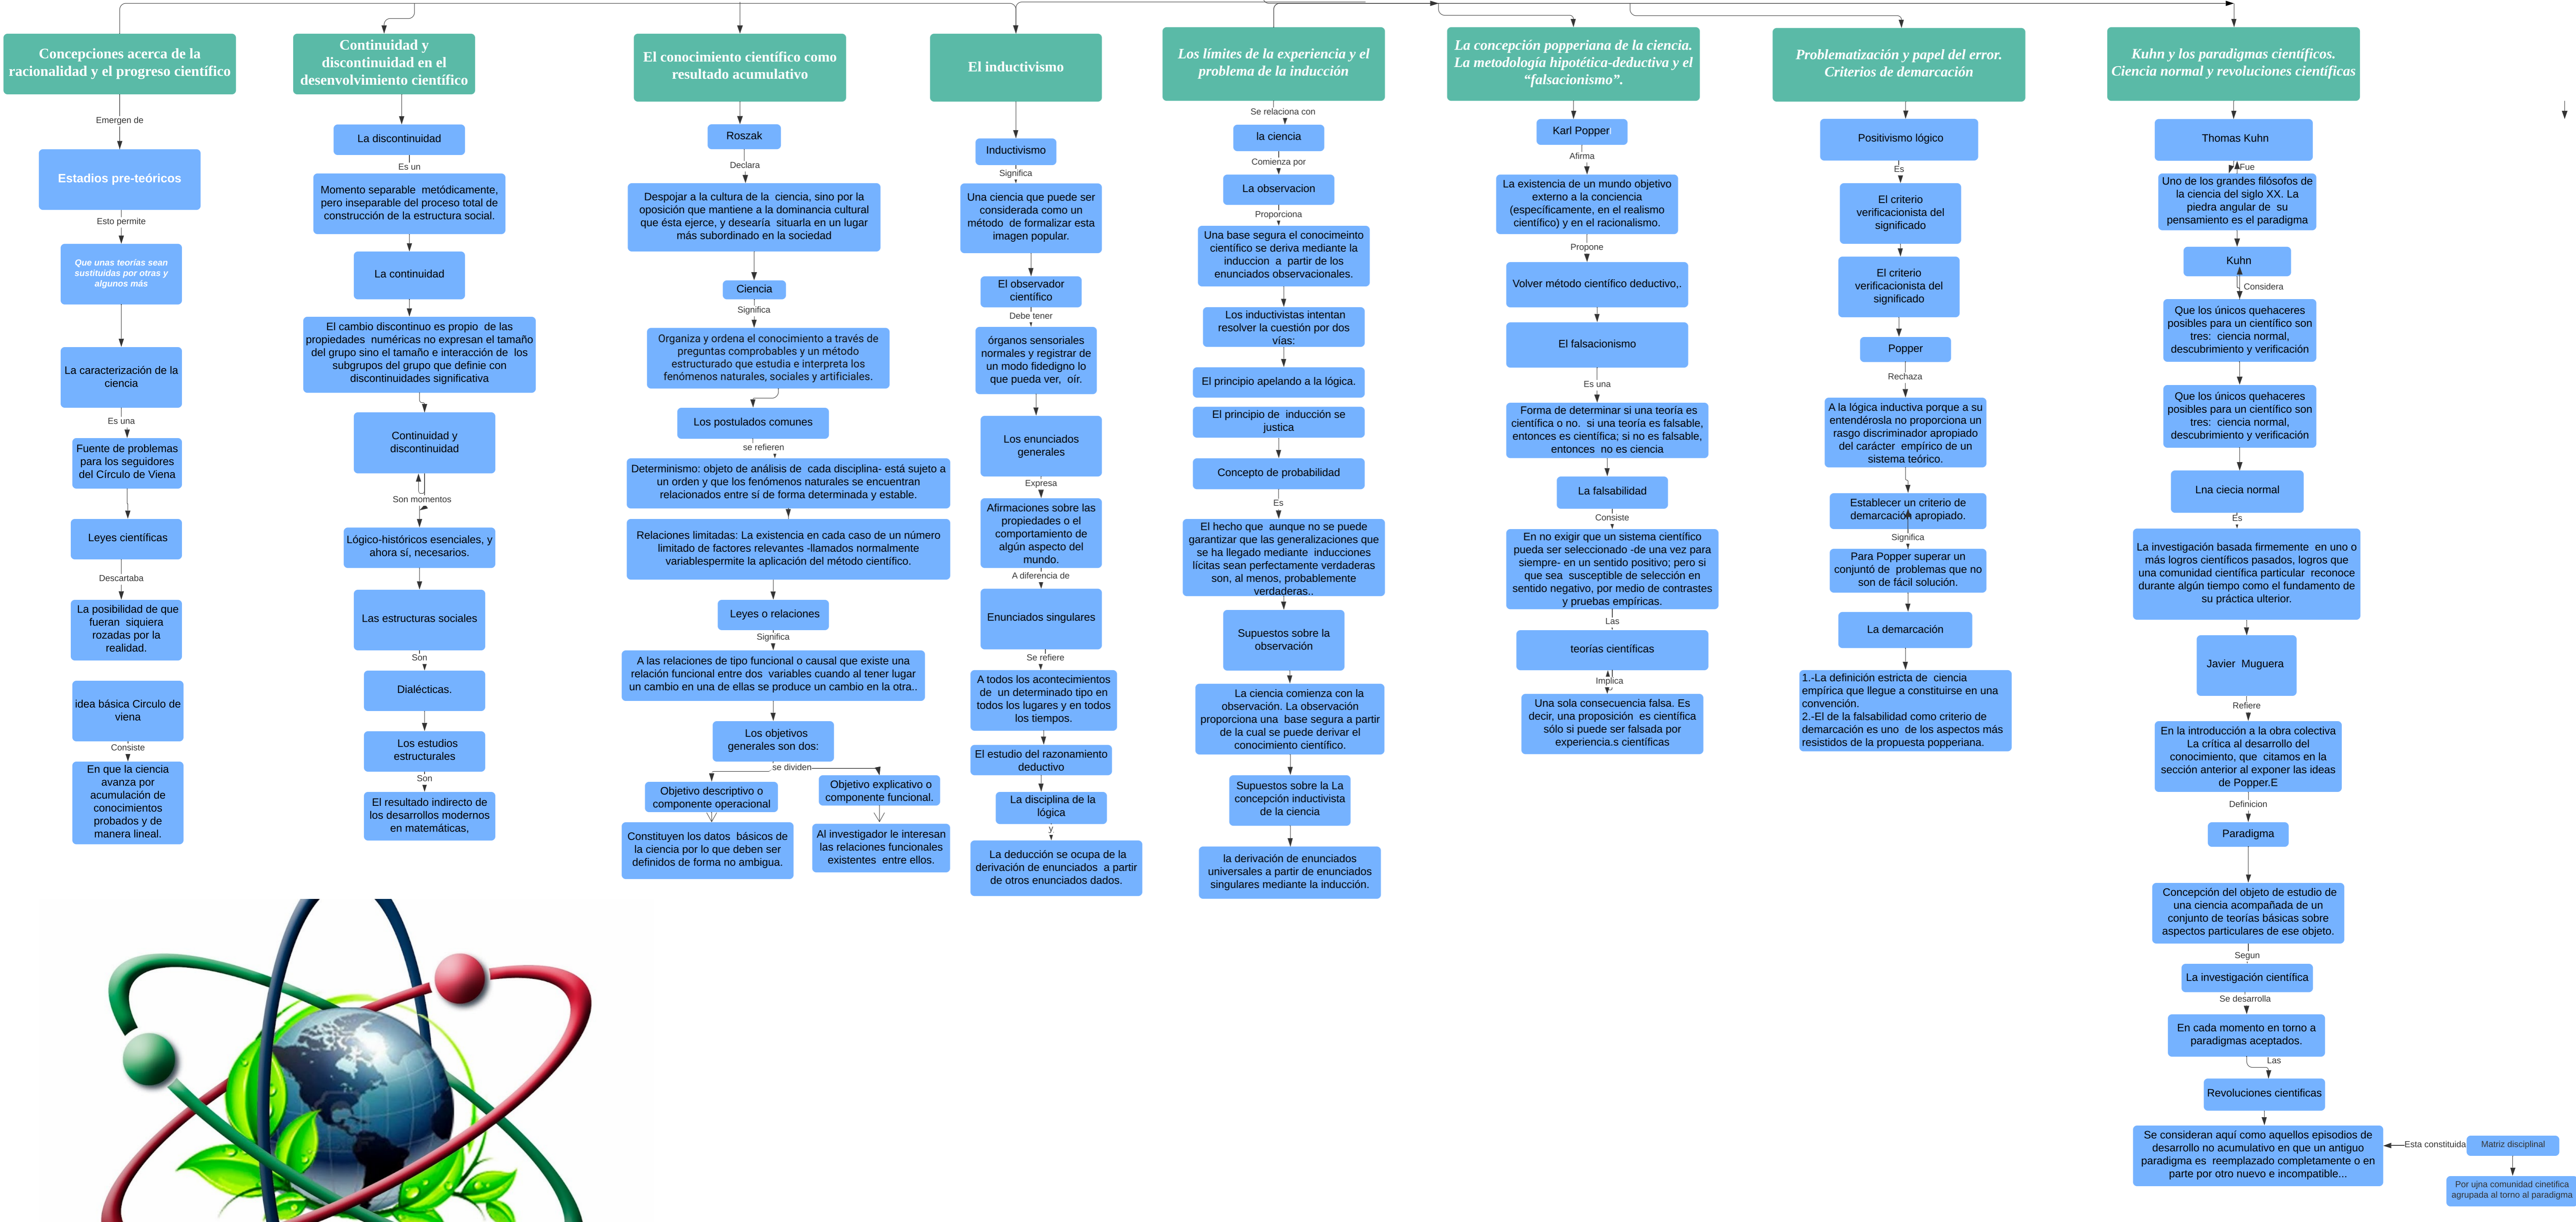 Concepciones acerca de la
racionalidad y el progreso científico
Emergen de
Estadios pre-teóricos
Esto permite
Que unas teorías sean
sustituidas por otras y
algunos más
La caracterización de la
ciencia
Es una
Fuente de problemas
para los seguidores
del Círculo de Viena
Leyes científicas
Descartaba
La posibilidad de que
fueran siquiera
rozadas por la
realidad.
idea básica Circulo de
viena
Consiste
En que la ciencia
avanza por
acumulación de
conocimientos
probados y de
manera lineal.
Continuidad y
discontinuidad en el
desenvolvimiento científico
La discontinuidad
Es un
Momento separable metódicamente,
pero inseparable del proceso total de
construcción de la estructura social.
La continuidad
El cambio discontinuo es propio de las
propiedades numéricas no expresan el tamaño
del grupo sino el tamaño e interacción de los
subgrupos del grupo que definie con
discontinuidades significativa
Continuidad y
discontinuidad
Son momentos
Lógico-históricos esenciales, y
ahora sí, necesarios.
Las estructuras sociales
Son
Dialécticas.
Los estudios
estructurales
Son
El resultado indirecto de
los desarrollos modernos
en matemáticas,
El conocimiento científico como
resultado acumulativo
Roszak
Declara
Despojar a la cultura de la ciencia, sino por la
oposición que mantiene a la dominancia cultural
que ésta ejerce, y desearía situarla en un lugar
más subordinado en la sociedad
Ciencia
Significa
Organiza y ordena el conocimiento a través de
preguntas comprobables y un método
estructurado que estudia e interpreta los
fenómenos naturales, sociales y artificiales.
Los postulados comunes
se refieren
Determinismo: objeto de análisis de cada disciplina- está sujeto a
un orden y que los fenómenos naturales se encuentran
relacionados entre sí de forma determinada y estable.
Relaciones limitadas: La existencia en cada caso de un número
limitado de factores relevantes -llamados normalmente
variablespermite la aplicación del método científico.
Leyes o relaciones
Significa
A las relaciones de tipo funcional o causal que existe una
relación funcional entre dos variables cuando al tener lugar
un cambio en una de ellas se produce un cambio en la otra..
Los objetivos
generales son dos:
se dividen
Objetivo descriptivo o
componente operacional
Constituyen los datos básicos de
la ciencia por lo que deben ser
definidos de forma no ambigua.
Objetivo explicativo o
componente funcional.
Al investigador le interesan
las relaciones funcionales
existentes entre ellos.
El inductivismo
Inductivismo
Significa
Una ciencia que puede ser
considerada como un
método de formalizar esta
imagen popular.
El observador
científico
Debe tener
órganos sensoriales
normales y registrar de
un modo fidedigno lo
que pueda ver, oír.
Los enunciados
generales
Expresa
Afirmaciones sobre las
propiedades o el
comportamiento de
algún aspecto del
mundo.
A diferencia de
Enunciados singulares
Se refiere
A todos los acontecimientos
de un determinado tipo en
todos los lugares y en todos
los tiempos.
El estudio del razonamiento
deductivo
La disciplina de la
lógica
y
La deducción se ocupa de la
derivación de enunciados a partir
de otros enunciados dados.
Los límites de la experiencia y el
problema de la inducción
Se relaciona con
la ciencia
Comienza por
La observacion
Proporciona
Una base segura el conocimeinto
científico se deriva mediante la
induccion a partir de los
enunciados observacionales.
Los inductivistas intentan
resolver la cuestión por dos
vías:
El principio apelando a la lógica.
El principio de inducción se
justica
Concepto de probabilidad
Es
El hecho que aunque no se puede
garantizar que las generalizaciones que
se ha llegado mediante inducciones
lícitas sean perfectamente verdaderas
son, al menos, probablemente
verdaderas..
Supuestos sobre la
observación
La ciencia comienza con la
observación. La observación
proporciona una base segura a partir
de la cual se puede derivar el
conocimiento científico.
Supuestos sobre la La
concepción inductivista
de la ciencia
la derivación de enunciados
universales a partir de enunciados
singulares mediante la inducción.
La concepción popperiana de la ciencia.
La metodología hipotética-deductiva y el
“falsacionismo”.
Karl Popper
Afirma
La existencia de un mundo objetivo
externo a la conciencia
(específicamente, en el realismo
científico) y en el racionalismo.
Propone
Volver método científico deductivo,.
El falsacionismo
Es una
Forma de determinar si una teoría es
científica o no. si una teoría es falsable,
entonces es científica; si no es falsable,
entonces no es ciencia
La falsabilidad
Consiste
En no exigir que un sistema científico
pueda ser seleccionado -de una vez para
siempre- en un sentido positivo; pero si
que sea susceptible de selección en
sentido negativo, por medio de contrastes
y pruebas empíricas.
Las
teorías científicas
Implica
Una sola consecuencia falsa. Es
decir, una proposición es científica
sólo si puede ser falsada por
experiencia.s científicas
Problematización y papel del error.
Criterios de demarcación
Positivismo lógico
Es
El criterio
verificacionista del
significado
El criterio
verificacionista del
significado
Popper
Rechaza
A la lógica inductiva porque a su
entendérosla no proporciona un
rasgo discriminador apropiado
del carácter empírico de un
sistema teórico.
Establecer un criterio de
demarcación apropiado.
Significa
Para Popper superar un
conjuntó de problemas que no
son de fácil solución.
La demarcación
1.-La definición estricta de ciencia
empírica que llegue a constituirse en una
convención.
2.-El de la falsabilidad como criterio de
demarcación es uno de los aspectos más
resistidos de la propuesta popperiana.
Kuhn y los paradigmas científicos.
Ciencia normal y revoluciones científicas
Thomas Kuhn
Fue
Uno de los grandes filósofos de
la ciencia del siglo XX. La
piedra angular de su
pensamiento es el paradigma
Kuhn
Considera
Que los únicos quehaceres
posibles para un científico son
tres: ciencia normal,
descubrimiento y verificación
Que los únicos quehaceres
posibles para un científico son
tres: ciencia normal,
descubrimiento y verificación
Lna ciecia normal
Es
La investigación basada firmemente en uno o
más logros científicos pasados, logros que
una comunidad científica particular reconoce
durante algún tiempo como el fundamento de
su práctica ulterior.
Javier Muguera
Refiere
En la introducción a la obra colectiva
La crítica al desarrollo del
conocimiento, que citamos en la
sección anterior al exponer las ideas
de Popper.E
Definicion
Paradigma
Concepción del objeto de estudio de
una ciencia acompañada de un
conjunto de teorías básicas sobre
aspectos particulares de ese objeto.
Segun
La investigación científica
Se desarrolla
En cada momento en torno a
paradigmas aceptados.
Las
Revoluciones cientificas
Se consideran aquí como aquellos episodios de
desarrollo no acumulativo en que un antiguo
paradigma es reemplazado completamente o en
parte por otro nuevo e incompatible...
Esta constituida
Matriz disciplinal
Por ujna comunidad cinetifica
agrupada al torno al paradigma